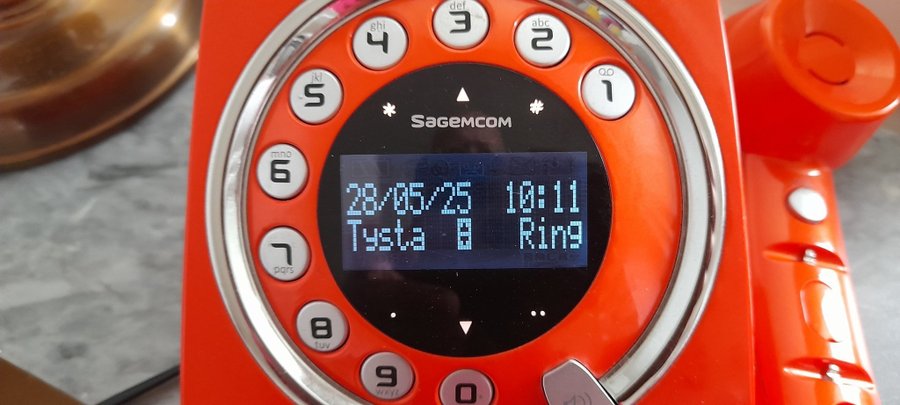 def
3
ghi
4
abc
2
jkl
5
1
* #
SAGEMCOM
mno
6
28/05/25 10:11
Tysta Ring
7
pqrs
8
tuv
9
wxyz
0